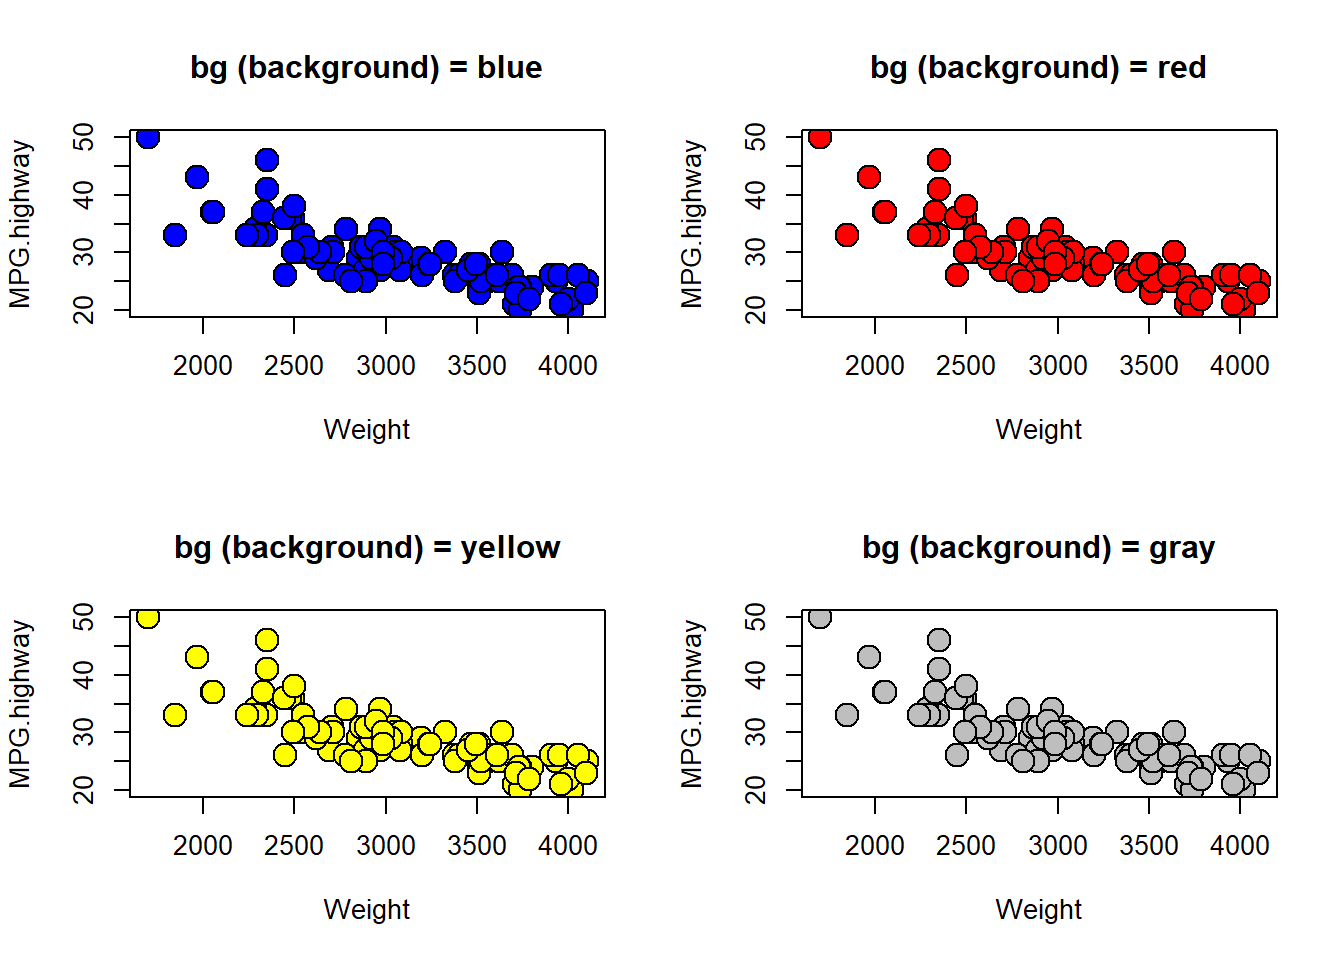 bg (background) = blue
MPG.highway
50
40
30
20
2000 2500 3000 3500 4000
Weight
bg (background) = red
MPG.highway
50
40
30
20
2000 2500 3000 3500 4000
Weight
bg (background) = yellow
MPG.highway
50
40
30
20
2000 2500 3000 3500 4000
Weight
bg (background) = gray
MPG.highway
50
40
30
20
2000 2500 3000 3500 4000
Weight